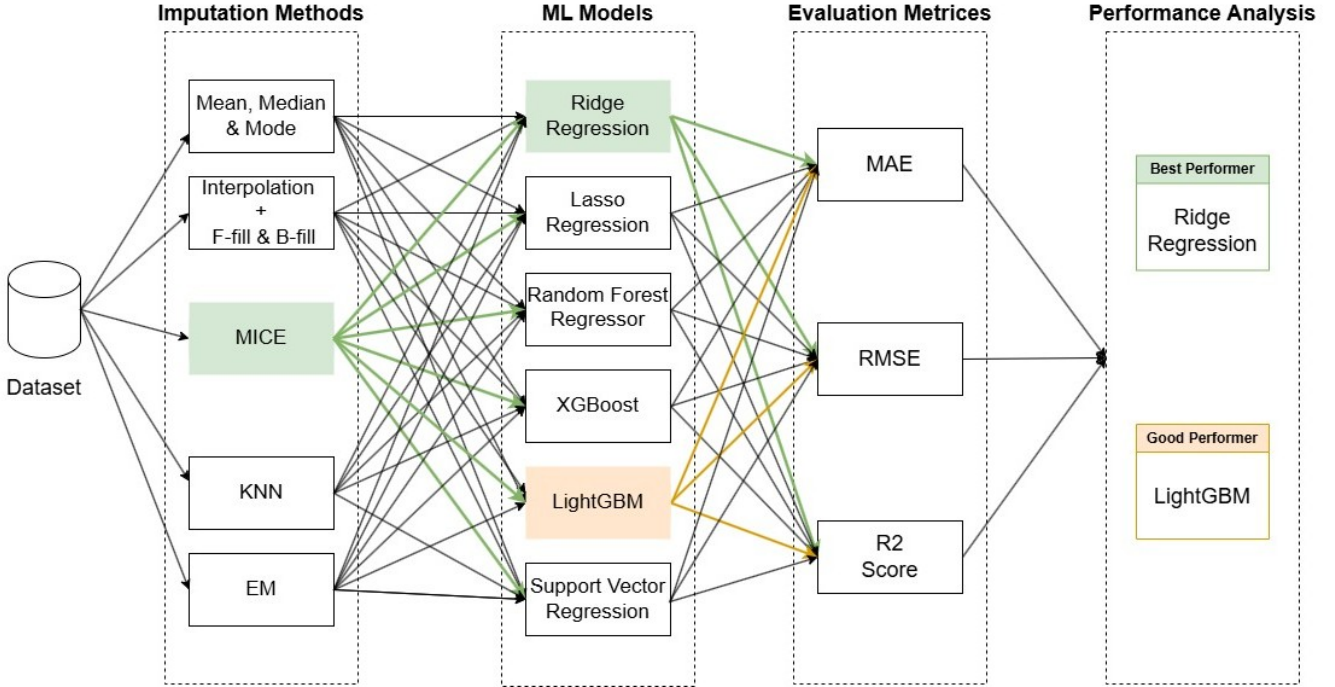 Imputation Methods
ML Models
Evaluation Metrices
Performance Analysis
Dataset
Mean, Median
& Mode
Interpolation
+
F-fill & B-fill
MICE
KNN
EM
Ridge
Regression
Lasso
Regression
Random Forest
Regressor
XGBoost
LightGBM
Support Vector
Regression
MAE
RMSE
R2
Score
Best Performer
Ridge
Regression
Good Performer
LightGBM